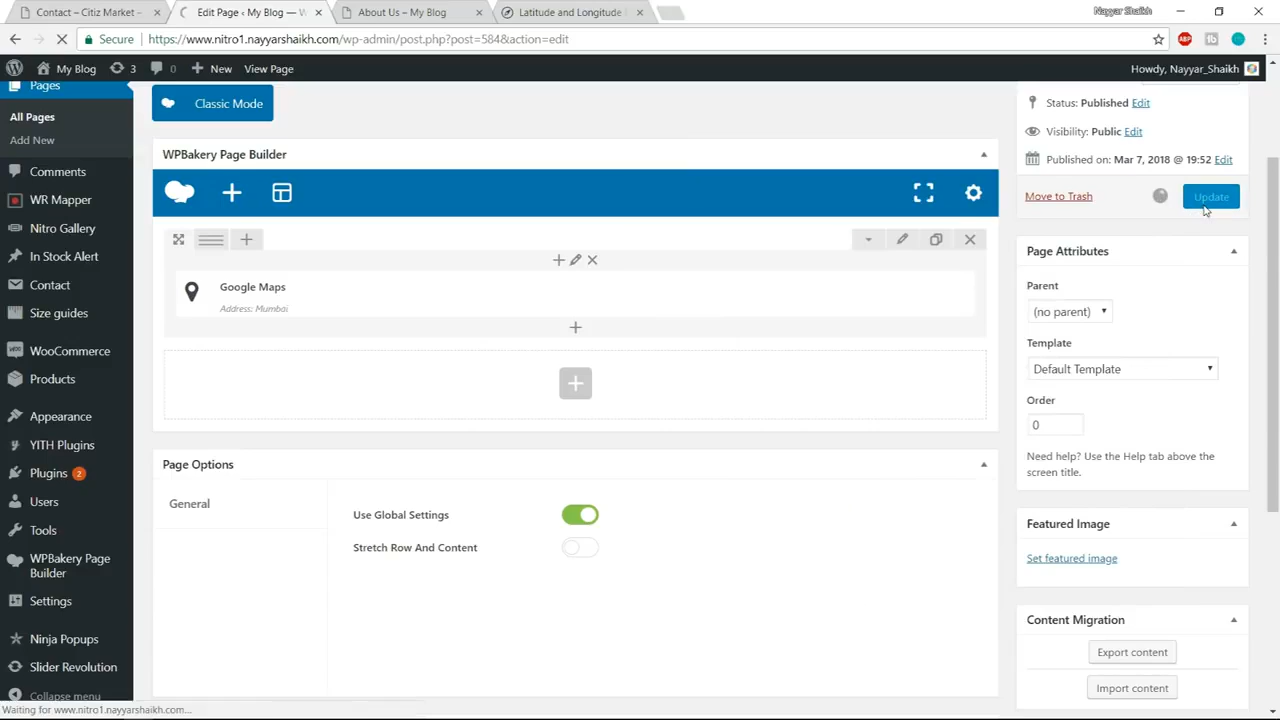 Contact – Citiz Market –
Edit Page ‹ My Blog —
About Us – My Blog
Latitude and Longitude
Nayyar Shaikh
Secure
https://www.nitro1.nayyarshaikh.com/wp-admin/post.php?post=584&action=edit
ABP
fb
My Blog
3
0
New
View Page
Howdy, Nayyar_Shaikh
Pages
All Pages
Add New
Comments
WR Mapper
Nitro Gallery
In Stock Alert
Contact
Size guides
WooCommerce
Products
Appearance
YITH Plugins
Plugins 2
Users
Tools
WPBakery Page
Builder
Settings
Ninja Popups
Slider Revolution
Collapse menu
Waiting for www.nitro1.nayyarshaikh.com...
Classic Mode
WPBakery Page Builder
Google Maps
Address: Mumbai
Page Options
General
Use Global Settings
Stretch Row And Content
Status: Published Edit
Visibility: Public Edit
Published on: Mar 7, 2018 @ 19:52 Edit
Move to Trash
Update
Page Attributes
Parent
(no parent)
Template
Default Template
Order
0
Need help? Use the Help tab above the
screen title.
Featured Image
Set featured image
Content Migration
Export content
Import content